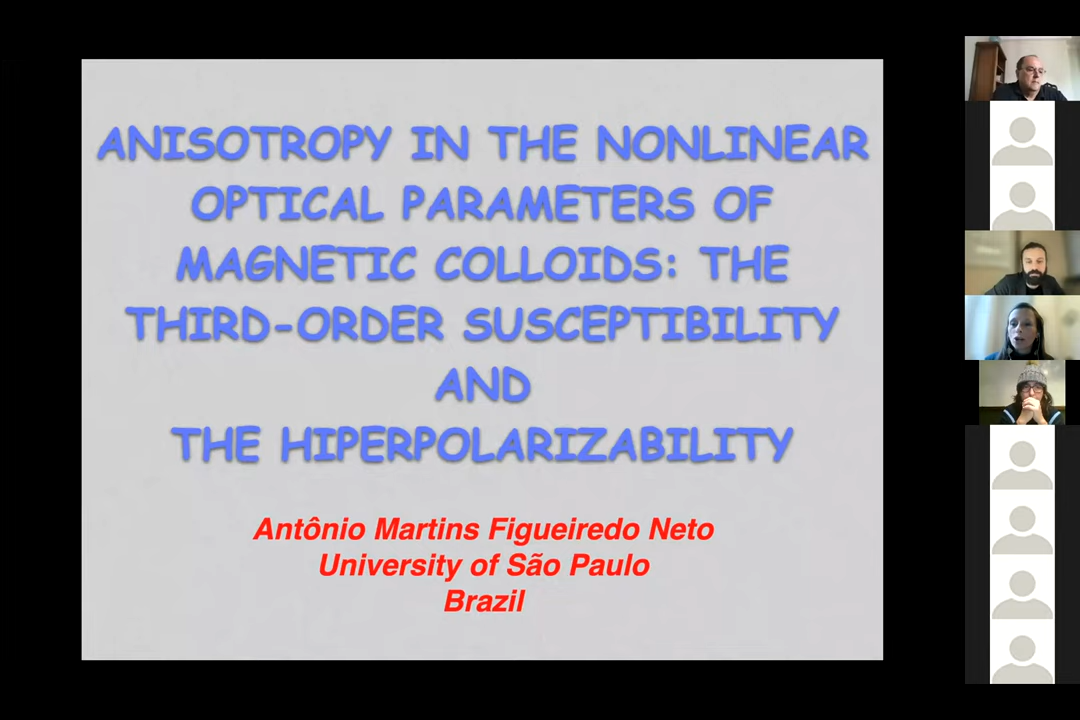 ANISOTROPY IN THE NONLINEAR
OPTICAL PARAMETERS OF
MAGNETIC COLLOIDS: THE
THIRD-ORDER SUSCEPTIBILITY
AND
THE HIPERPOLARIZABILITY
Antônio Martins Figueiredo Neto
University of São Paulo
Brazil